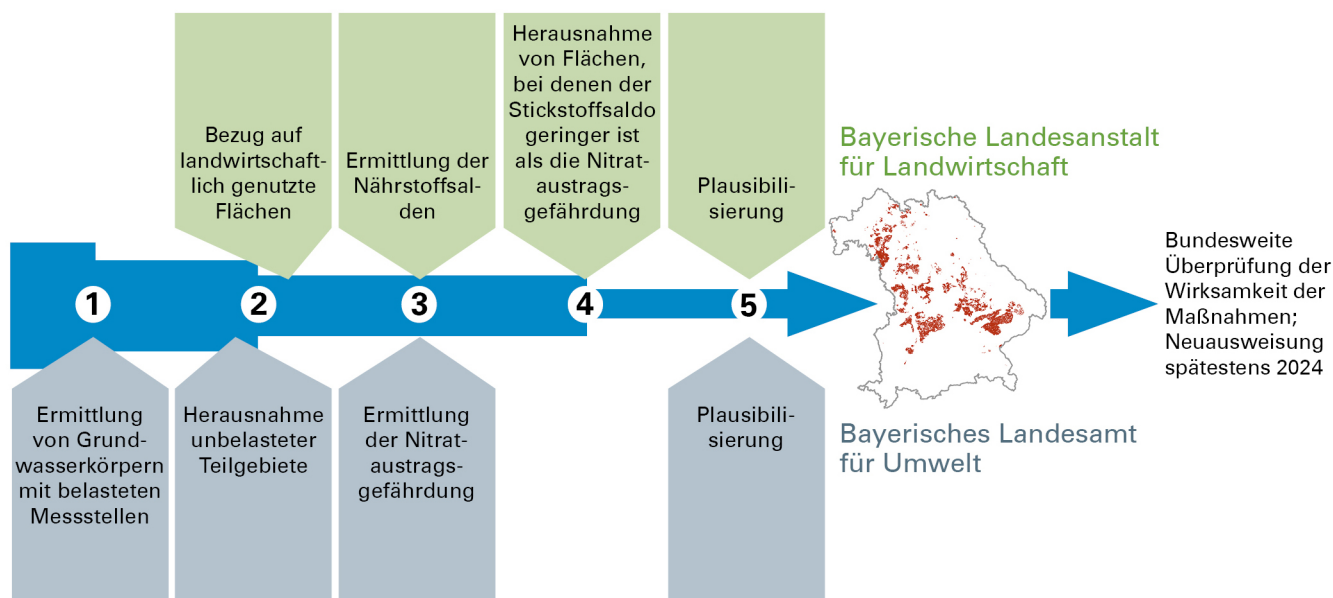 Bezug auf
landwirtschaft-
lich genutzte
Flächen
Ermittlung der
Nährstoffsal-
den
Herausnahme
von Flächen,
bei denen der
Stickstoffsaldo
geringer ist
als die Nitrat-
austrags-
gefährdung
Plausibili-
sierung
Bayerische Landesanstalt
für Landwirtschaft
1
2
3
4
5
Bundesweite
Überprüfung der
Wirksamkeit der
Maßnahmen;
Neuausweisung
spätestens 2024
Ermittlung
von Grund-
wasserkörpern
mit belasteten
Messstellen
Herausnahme
unbelasteter
Teilgebiete
Ermittlung
der Nitrat-
austrags-
gefährdung
Plausibili-
sierung
Bayerisches Landesamt
für Umwelt